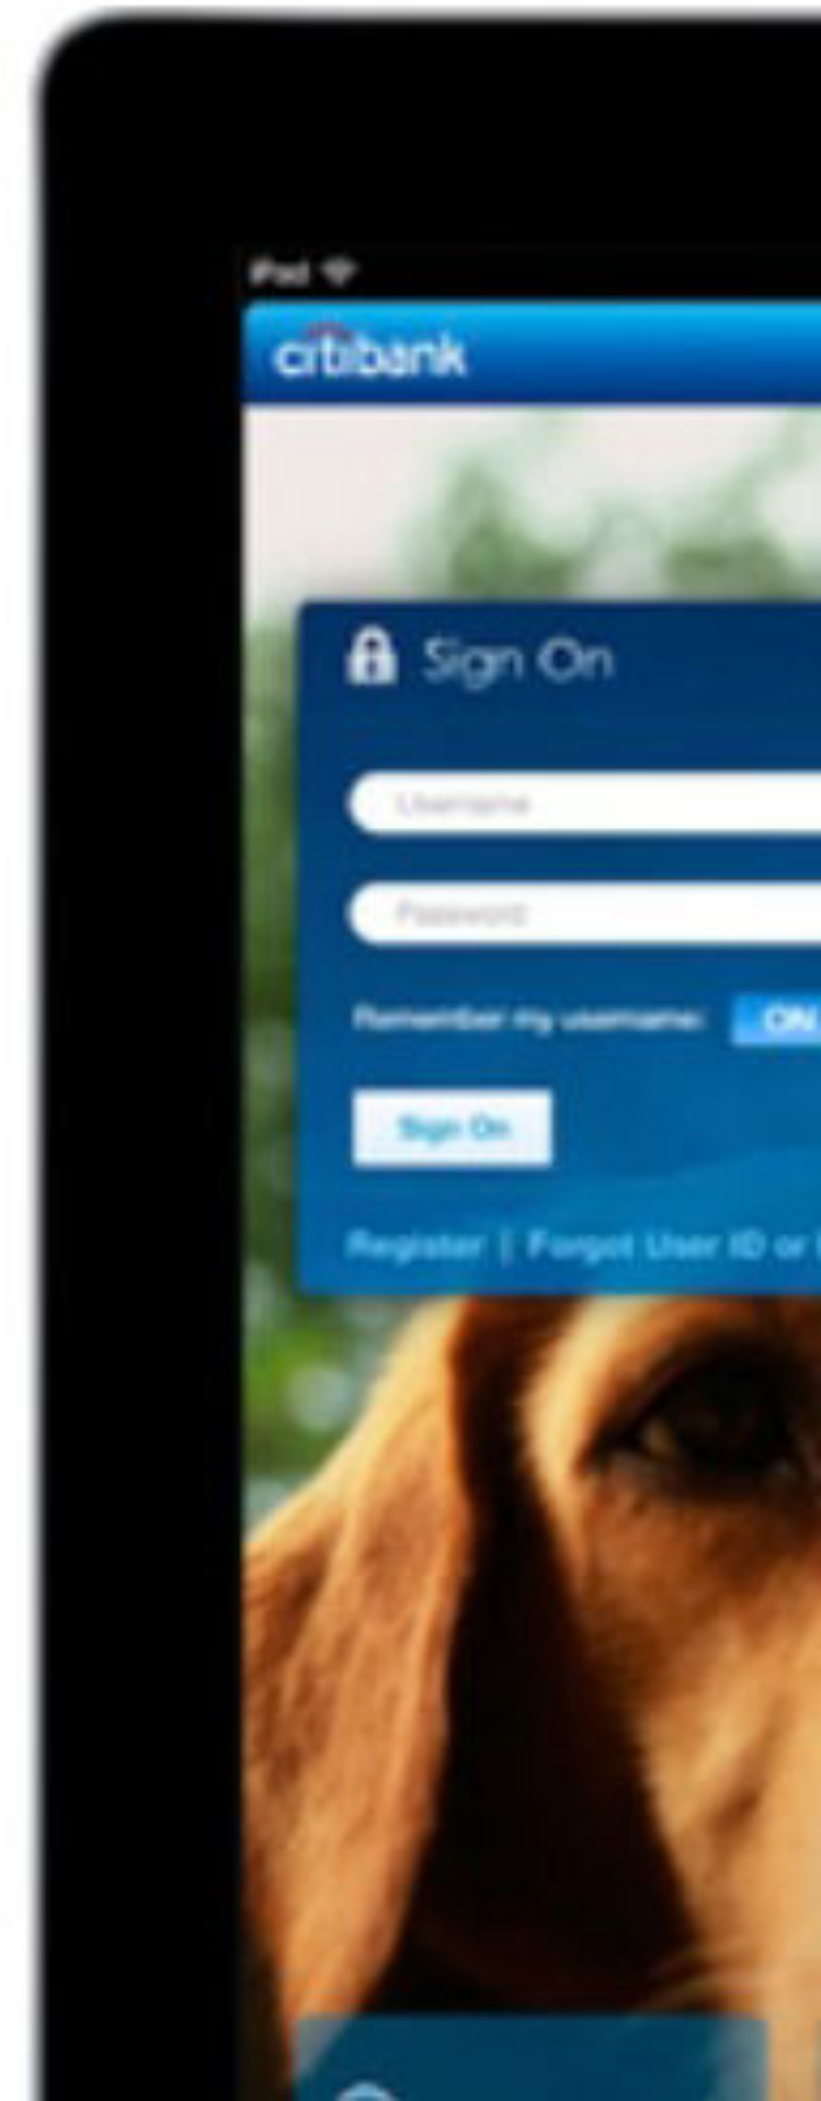 iPad
citibank
Sign On
Username
Password
Remember my username: ON
Sign On
Register | Forgot User ID or